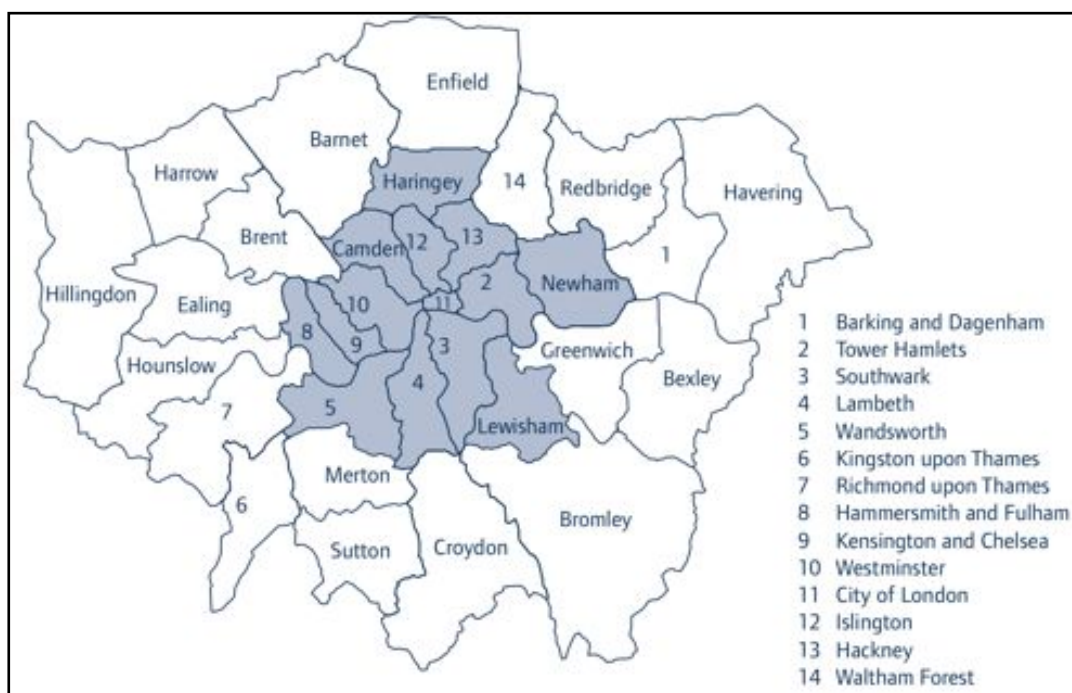 Enfield
Barnet
Harrow
Haringey
14
Redbridge
Havering
Brent
Camden
12
13
1
Hillingdon
Ealing
10
11
2
Newham
8
9
3
Greenwich
Hounslow
4
Bexley
7
5
Lewisham
Merton
6
Bromley
Sutton
Croydon
1 Barking and Dagenham
2 Tower Hamlets
3 Southwark
4 Lambeth
5 Wandsworth
6 Kingston upon Thames
7 Richmond upon Thames
8 Hammersmith and Fulham
9 Kensington and Chelsea
10 Westminster
11 City of London
12 Islington
13 Hackney
14 Waltham Forest